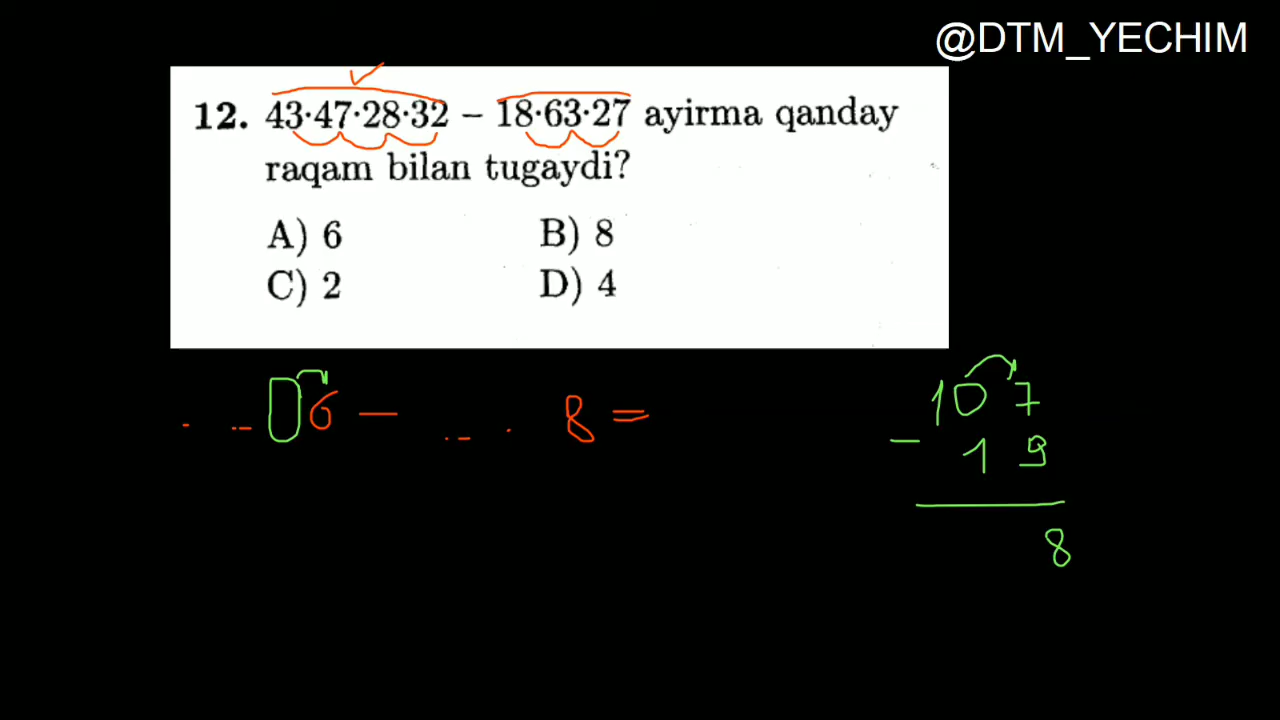 @DTM_YECHIM
12. 43·47·28·32 – 18·63·27 ayirma qanday
raqam bilan tugaydi?
A) 6 B) 8
C) 2 D) 4
. ... 6 — ... . 8 =
107
– 19
8